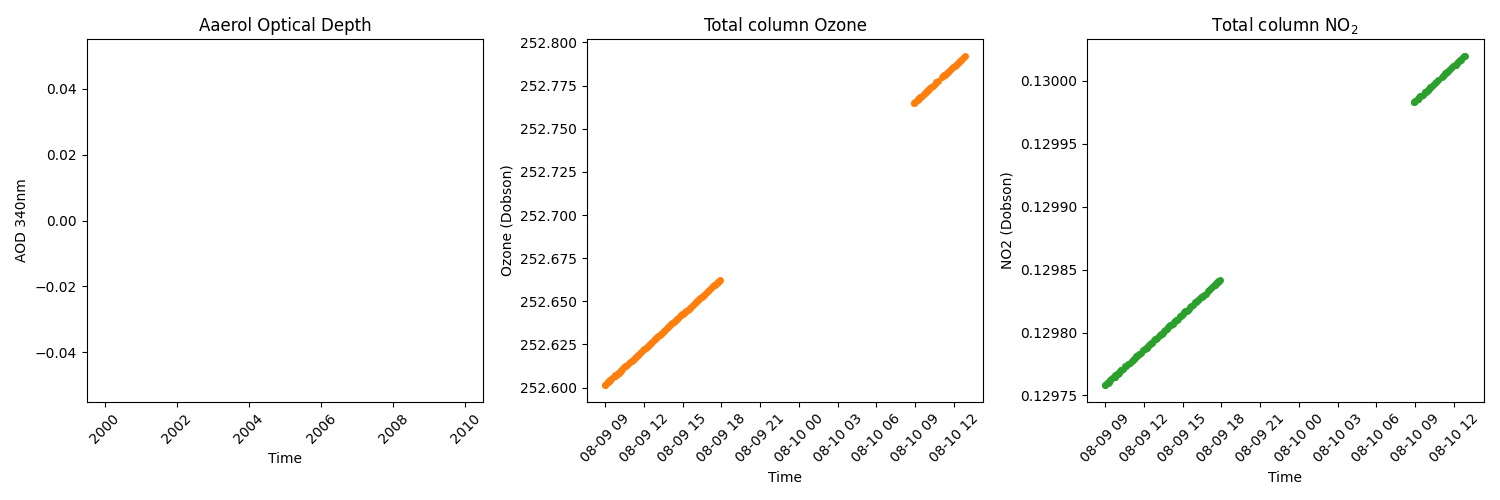 Aaerol Optical Depth
AOD 340nm
0.04
0.02
0.00
−0.02
−0.04
2000 2002 2004 2006 2008 2010
Time
Total column Ozone
Ozone (Dobson)
252.800
252.775
252.750
252.725
252.700
252.675
252.650
252.625
252.600
08-09 09 08-09 12 08-09 15 08-09 18 08-09 21 08-10 00 08-10 03 08-10 06 08-10 09 08-10 12
Time
Total column NO₂
NO2 (Dobson)
0.13000
0.12995
0.12990
0.12985
0.12980
0.12975
08-09 09 08-09 12 08-09 15 08-09 18 08-09 21 08-10 00 08-10 03 08-10 06 08-10 09 08-10 12
Time